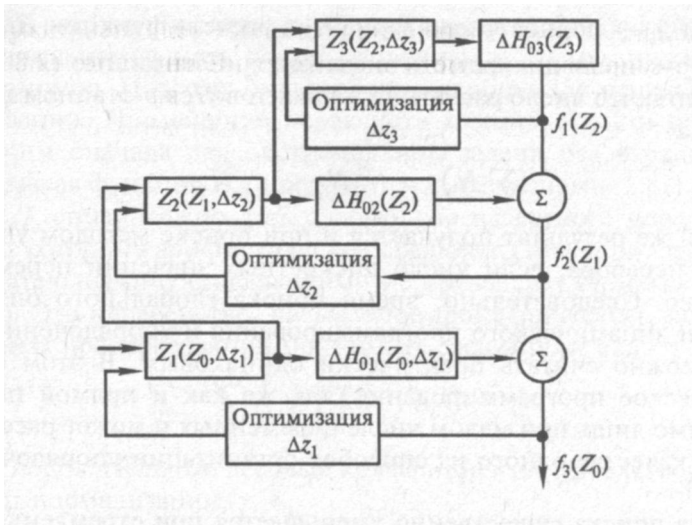 Z₃(Z₂,Δz₃) ΔH₀₃(Z₃)
Оптимизация
Δz₃
f₁(Z₂)
Z₂(Z₁,Δz₂) ΔH₀₂(Z₂) Σ
Оптимизация
Δz₂
f₂(Z₁)
Z₁(Z₀,Δz₁) ΔH₀₁(Z₀,Δz₁) Σ
Оптимизация
Δz₁
f₃(Z₀)